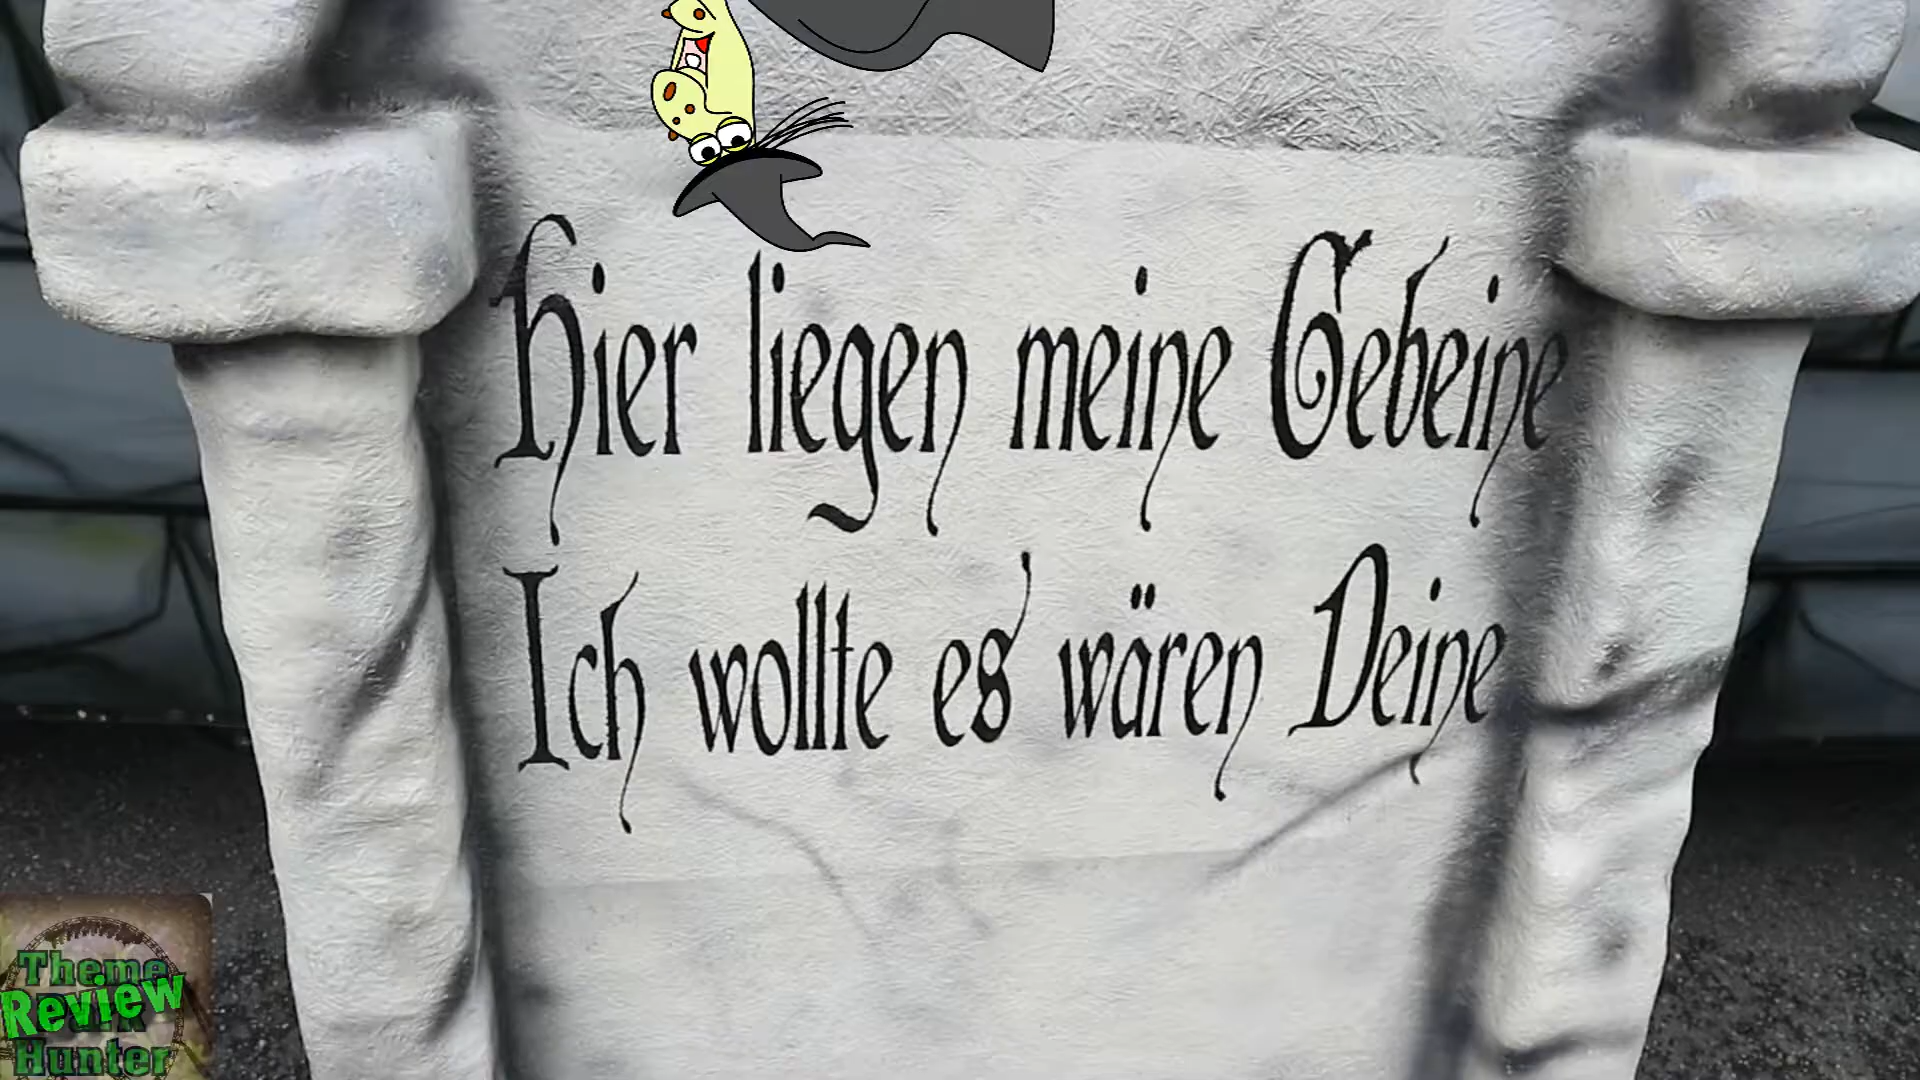 Hier liegen meine Gebeine
Ich wollte es wären Deine
Theme
Review
Hunter